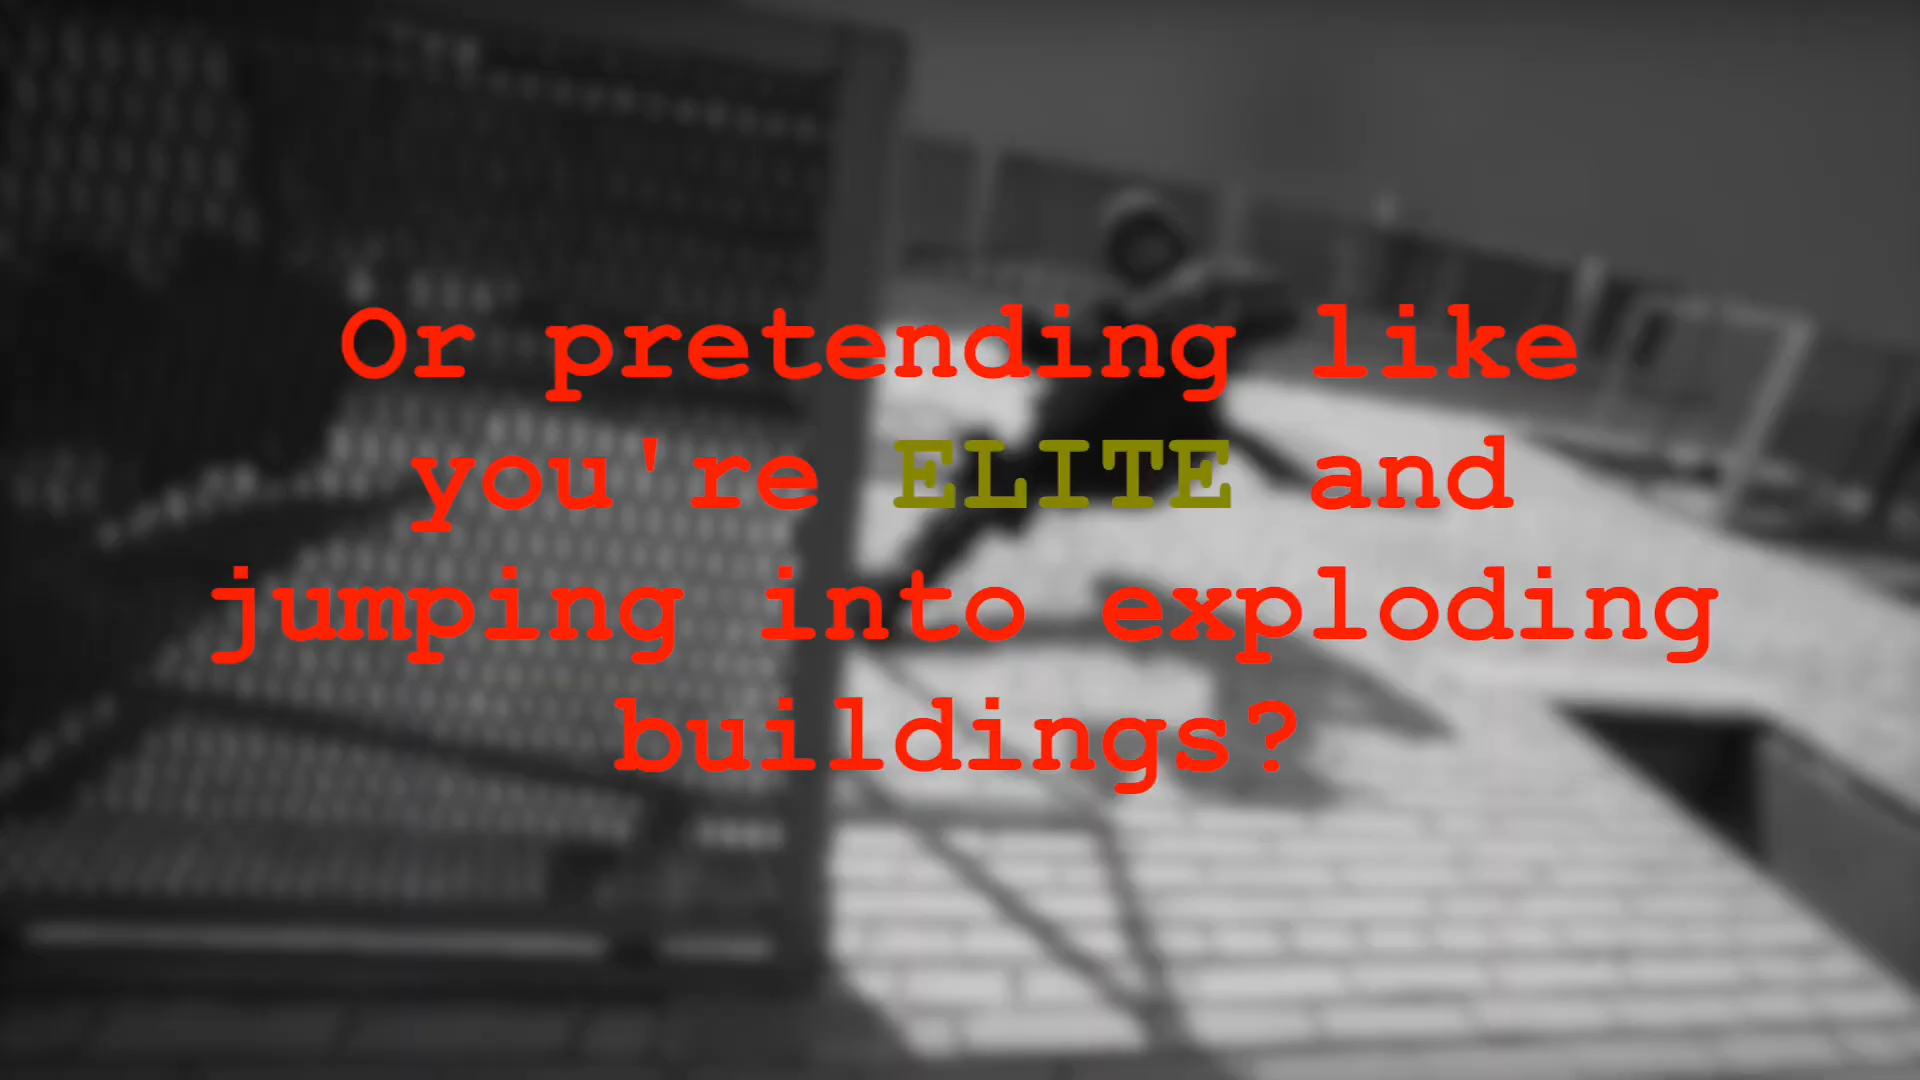 Or pretending like
you're ELITE and
jumping into exploding
buildings?